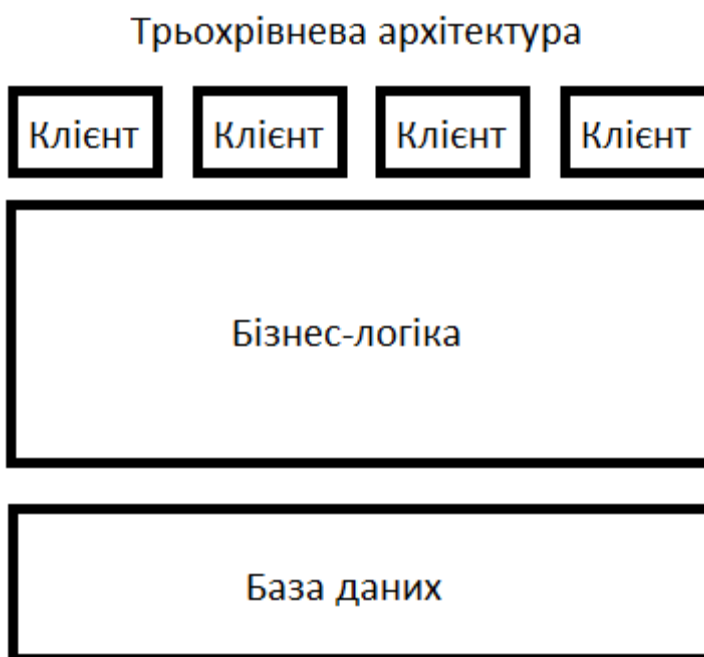 Трьохрівнева архітектура
Клієнт Клієнт Клієнт Клієнт
Бізнес-логіка
База даних